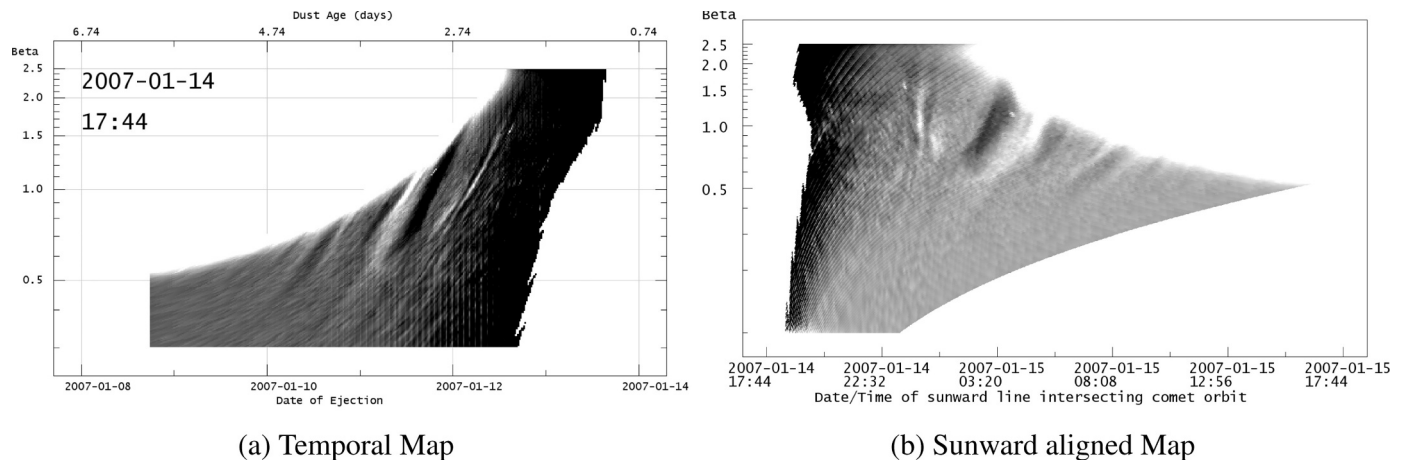 Dust Age (days)
6.74 4.74 2.74 0.74
Beta
2.5
2.0
1.5
1.0
0.5
2007-01-14
17:44
2007-01-08 2007-01-10 2007-01-12 2007-01-14
Date of Ejection
(a) Temporal Map
Beta
2.5
2.0
1.5
1.0
0.5
2007-01-14 2007-01-14 2007-01-15 2007-01-15 2007-01-15 2007-01-15
17:44 22:32 03:20 08:08 12:56 17:44
Date/Time of sunward line intersecting comet orbit
(b) Sunward aligned Map